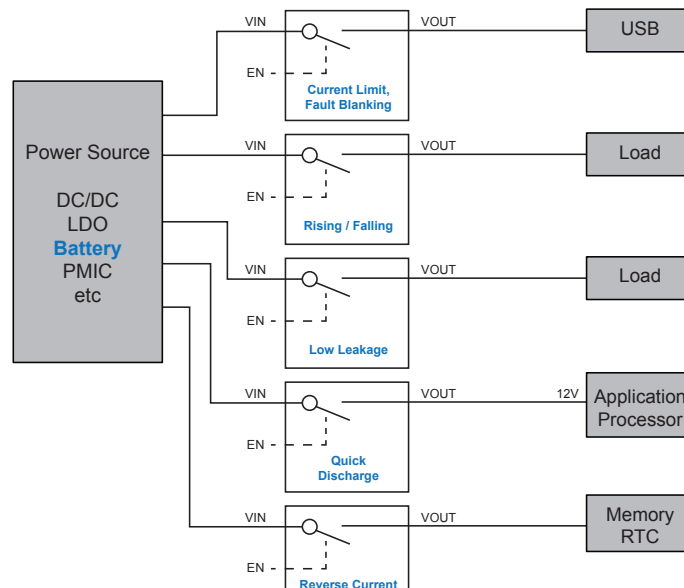 VIN
VOUT
USB
EN
Current Limit,
Fault Blanking
Power Source
DC/DC
LDO
Battery
PMIC
etc
VIN
VOUT
Load
EN
Rising / Falling
VIN
VOUT
Load
EN
Low Leakage
VIN
VOUT
12V
Application
Processor
EN
Quick
Discharge
VIN
VOUT
Memory
RTC
EN
Reverse Current